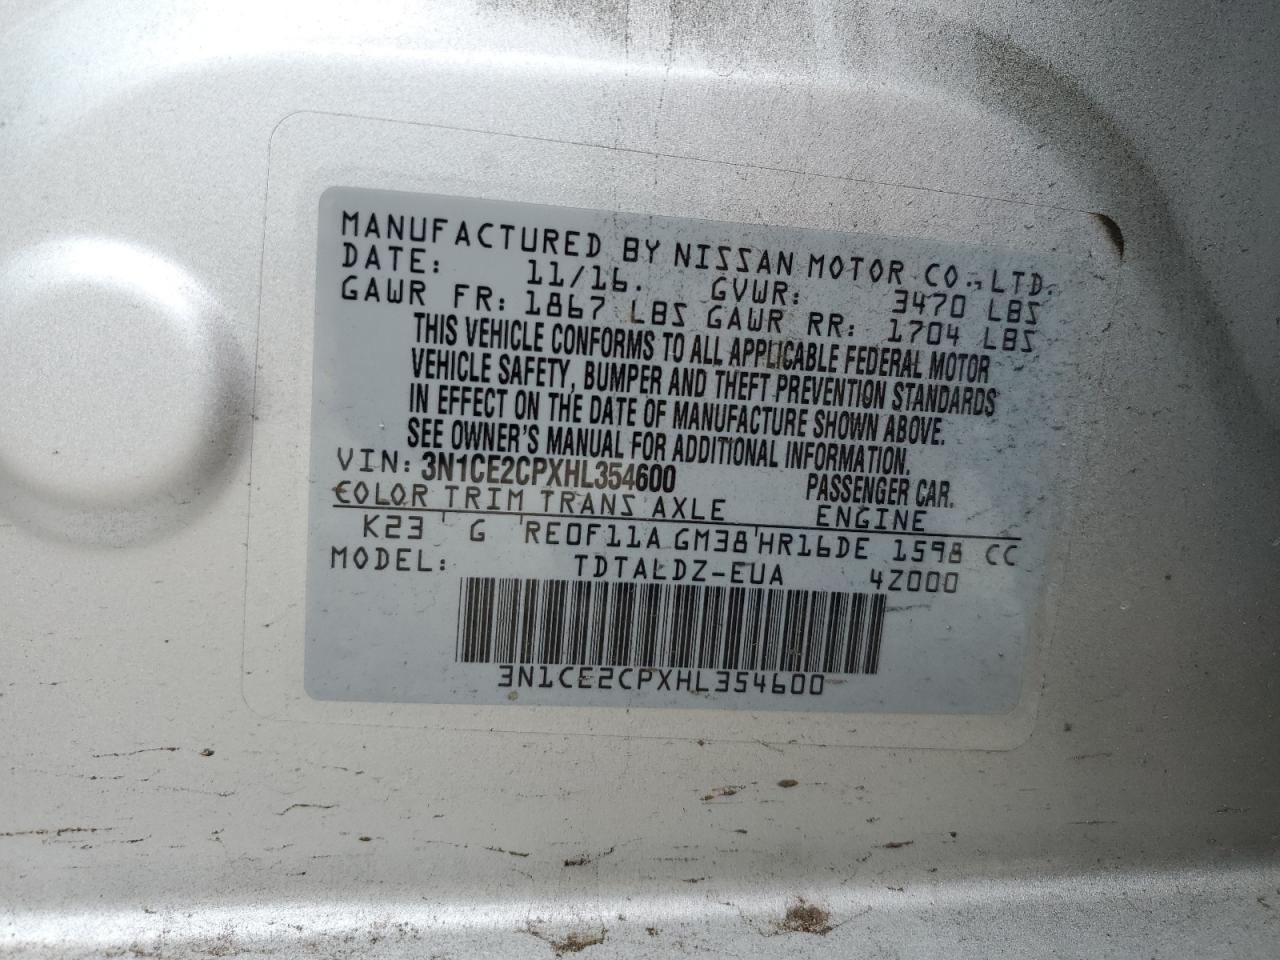 MANUFACTURED BY NISSAN MOTOR CO., LTD.
DATE: 11/16. GVWR: 3470 LBS
GAWR FR: 1867 LBS GAWR RR: 1704 LBS
THIS VEHICLE CONFORMS TO ALL APPLICABLE FEDERAL MOTOR
VEHICLE SAFETY, BUMPER AND THEFT PREVENTION STANDARDS
IN EFFECT ON THE DATE OF MANUFACTURE SHOWN ABOVE.
SEE OWNER'S MANUAL FOR ADDITIONAL INFORMATION.
VIN: 3N1CE2CPXHL354600 PASSENGER CAR.
COLOR TRIM TRANS AXLE ENGINE
K23 G RE0F11A GM38 HR16DE 1598 CC
MODEL: TDTALDZ-EUA 4Z000
3N1CE2CPXHL354600